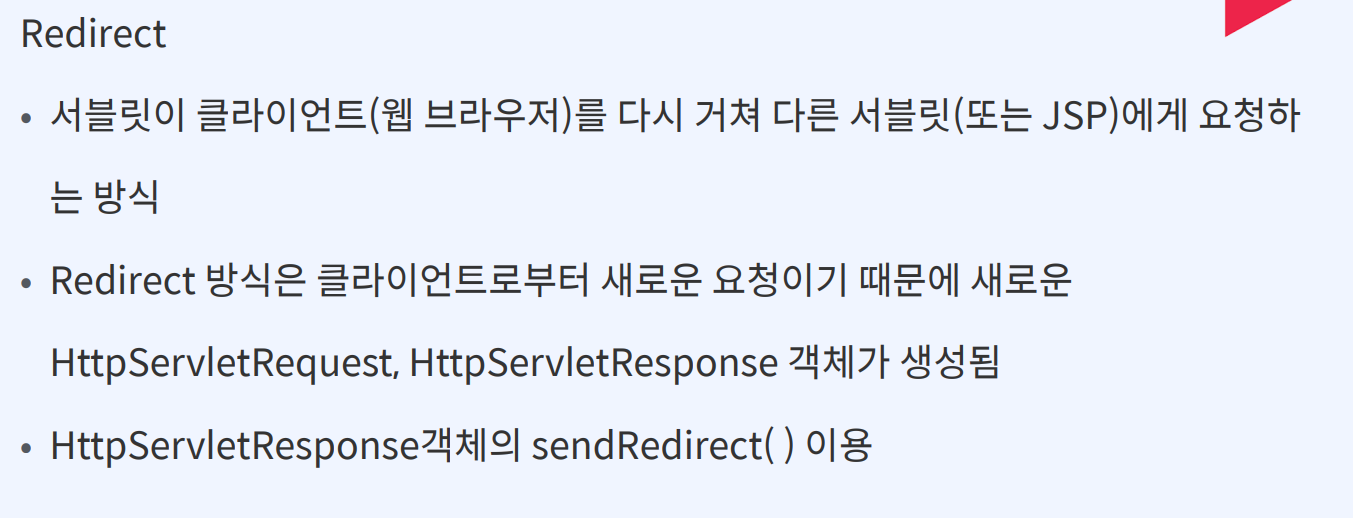 Redirect
• 서블릿이 클라이언트(웹 브라우저)를 다시 거쳐 다른 서블릿(또는 JSP)에게 요청하
는 방식
• Redirect 방식은 클라이언트로부터 새로운 요청이기 때문에 새로운
HttpServletRequest, HttpServletResponse 객체가 생성됨
• HttpServletResponse객체의 sendRedirect( ) 이용